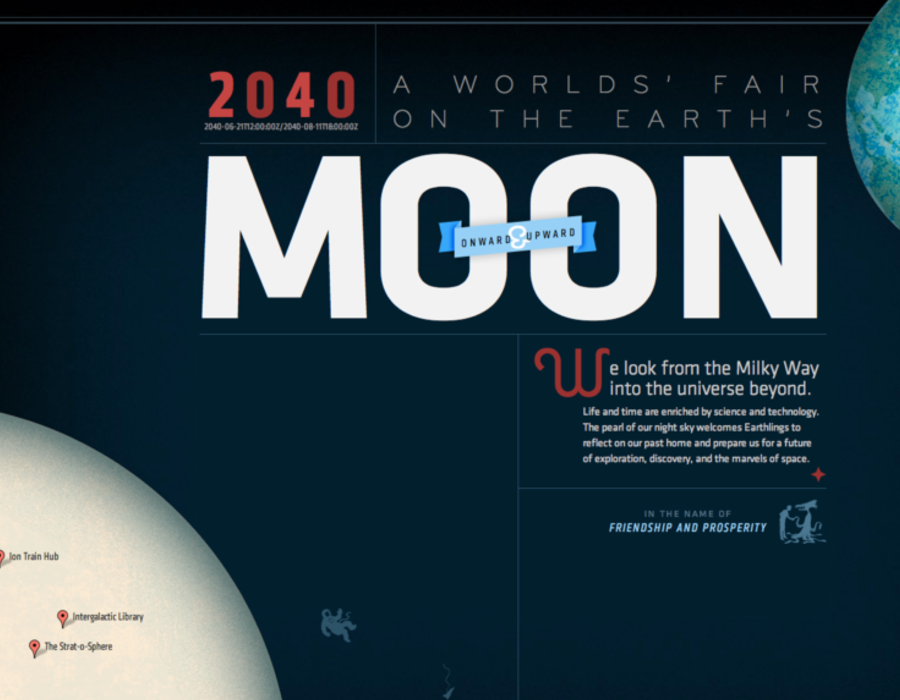 2040
2040-06-21T12:00:00Z/2040-08-11T18:00:00Z
A WORLDS' FAIR
ON THE EARTH'S
MOON
ONWARD & UPWARD
We look from the Milky Way
into the universe beyond.
Life and time are enriched by science and technology.
The pearl of our night sky welcomes Earthlings to
reflect on our past home and prepare us for a future
of exploration, discovery, and the marvels of space.
IN THE NAME OF
FRIENDSHIP AND PROSPERITY
Ion Train Hub
Intergalactic Library
The Strat-o-Sphere